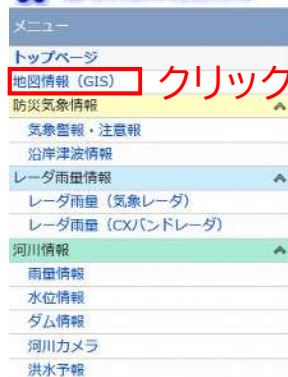 メニュー
トップページ
地図情報（GIS） クリック
防災気象情報
気象警報・注意報
沿岸津波情報
レーダ雨量情報
レーダ雨量（気象レーダ）
レーダ雨量（CXバンドレーダ）
河川情報
雨量情報
水位情報
ダム情報
河川カメラ
洪水予報